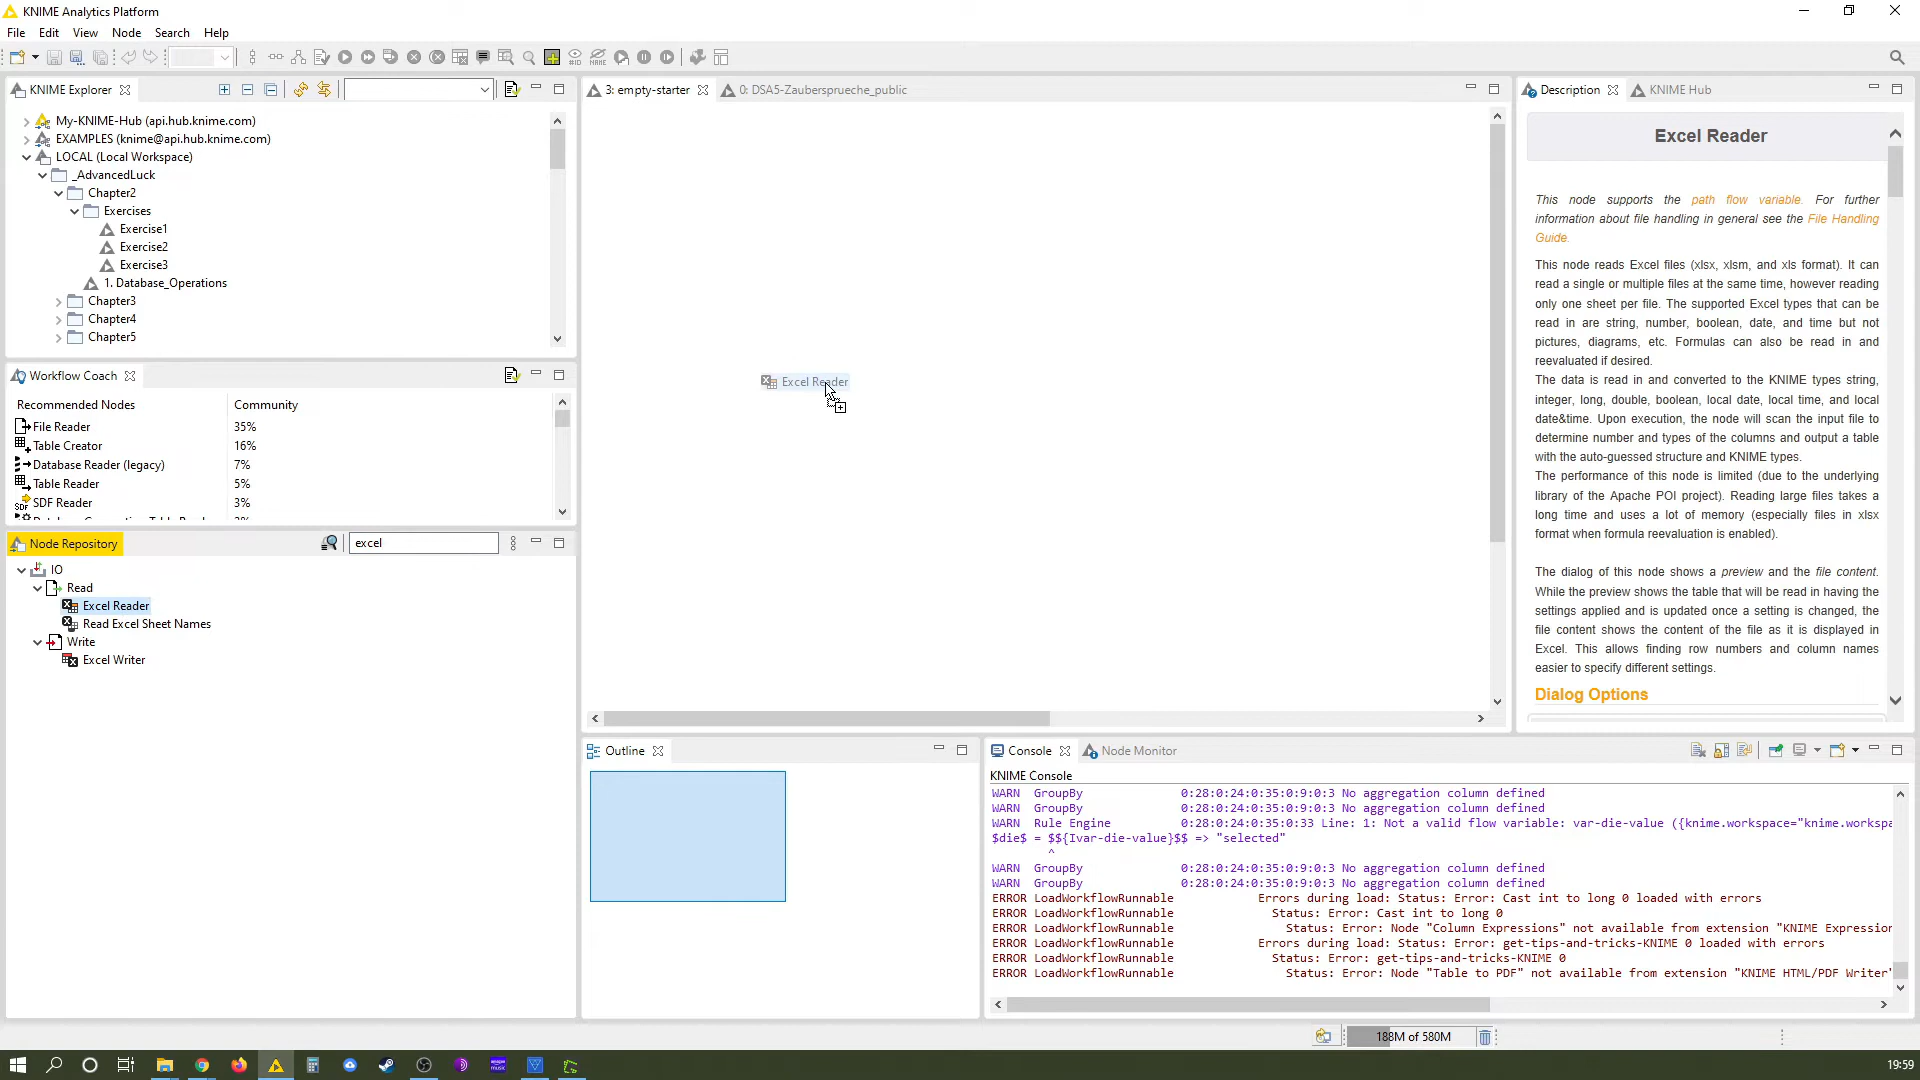 KNIME Analytics Platform
File Edit View Node Search Help
KNIME Explorer
My-KNIME-Hub (api.hub.knime.com)
EXAMPLES (knime@api.hub.knime.com)
LOCAL (Local Workspace)
_AdvancedLuck
Chapter2
Exercises
Exercise1
Exercise2
Exercise3
1. Database_Operations
Chapter3
Chapter4
Chapter5
Workflow Coach
Recommended Nodes Community
File Reader 35%
Table Creator 16%
Database Reader (legacy) 7%
Table Reader 5%
SDF Reader 3%
Node Repository excel
IO
Read
Excel Reader
Read Excel Sheet Names
Write
Excel Writer
3: empty-starter 0: DSA5-Zaubersprueche_public
Excel Reader
Outline
Description KNIME Hub
Excel Reader
This node supports the path flow variable. For further
information about file handling in general see the File Handling
Guide.
This node reads Excel files (xlsx, xlsm, and xls format). It can
read a single or multiple files at the same time, however reading
only one sheet per file. The supported Excel types that can be
read in are string, number, boolean, date, and time but not
pictures, diagrams, etc. Formulas can also be read in and
reevaluated if desired.
The data is read in and converted to the KNIME types string,
integer, long, double, boolean, local date, local time, and local
date&time. Upon execution, the node will scan the input file to
determine number and types of the columns and output a table
with the auto-guessed structure and KNIME types.
The performance of this node is limited (due to the underlying
library of the Apache POI project). Reading large files takes a
long time and uses a lot of memory (especially files in xlsx
format when formula reevaluation is enabled).
The dialog of this node shows a preview and the file content.
While the preview shows the table that will be read in having the
settings applied and is updated once a setting is changed, the
file content shows the content of the file as it is displayed in
Excel. This allows finding row numbers and column names
easier to specify different settings.
Dialog Options
Console Node Monitor
KNIME Console
WARN GroupBy 0:28:0:24:0:35:0:9:0:3 No aggregation column defined
WARN GroupBy 0:28:0:24:0:35:0:9:0:3 No aggregation column defined
WARN Rule Engine 0:28:0:24:0:35:0:33 Line: 1: Not a valid flow variable: var-die-value ({knime.workspace="knime.workspa
$die$ = $${Ivar-die-value}$$ => "selected"
^
WARN GroupBy 0:28:0:24:0:35:0:9:0:3 No aggregation column defined
WARN GroupBy 0:28:0:24:0:35:0:9:0:3 No aggregation column defined
ERROR LoadWorkflowRunnable Errors during load: Status: Error: Cast int to long 0 loaded with errors
ERROR LoadWorkflowRunnable Status: Error: Cast int to long 0
ERROR LoadWorkflowRunnable Status: Error: Node "Column Expressions" not available from extension "KNIME Expression
ERROR LoadWorkflowRunnable Errors during load: Status: Error: get-tips-and-tricks-KNIME 0 loaded with errors
ERROR LoadWorkflowRunnable Status: Error: get-tips-and-tricks-KNIME 0
ERROR LoadWorkflowRunnable Status: Error: Node "Table to PDF" not available from extension "KNIME HTML/PDF Writer"
188M of 580M
19:59